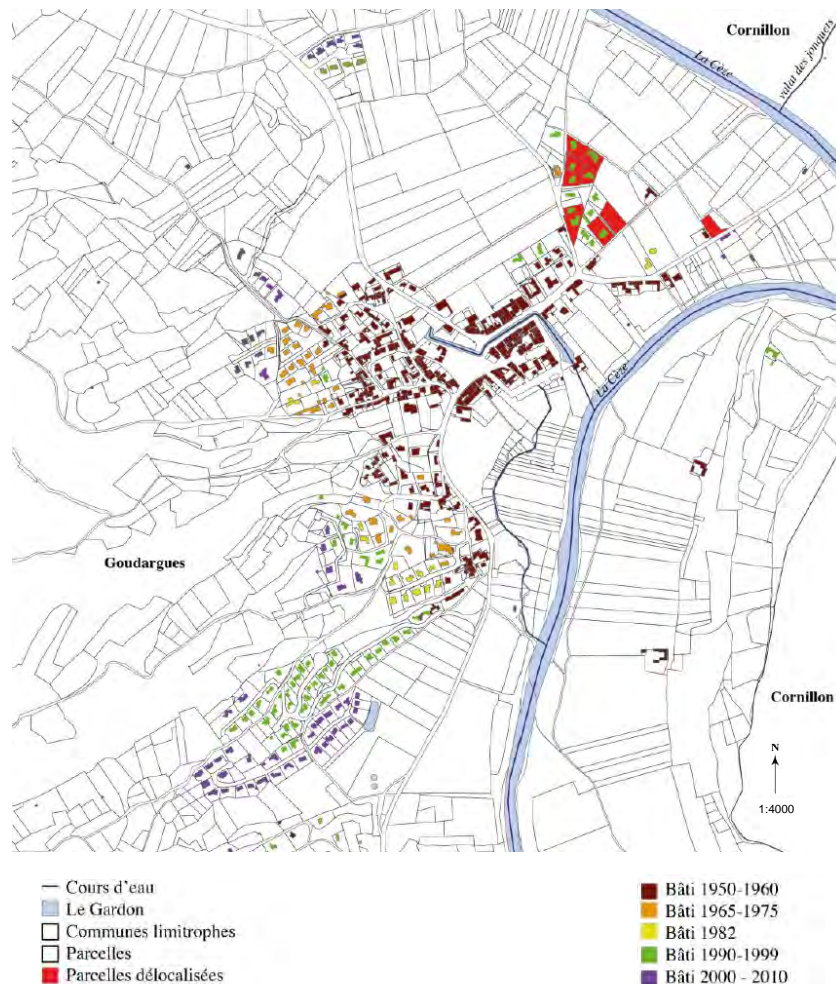 Cornillon
La Cèze
valat des jonquets
La Cèze
Goudargues
Cornillon
N
1:4000
Cours d'eau
Le Gardon
Communes limitrophes
Parcelles
Parcelles délocalisées
Bâti 1950-1960
Bâti 1965-1975
Bâti 1982
Bâti 1990-1999
Bâti 2000 - 2010